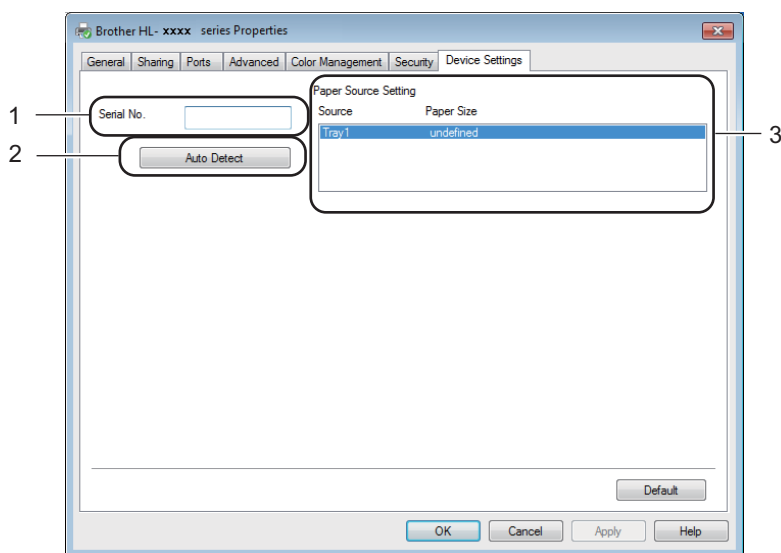 Brother HL- xxxx series Properties
General Sharing Ports Advanced Color Management Security Device Settings
Paper Source Setting
1 Serial No. Source Paper Size
Tray1 undefined 3
2 Auto Detect
Default
OK Cancel Apply Help